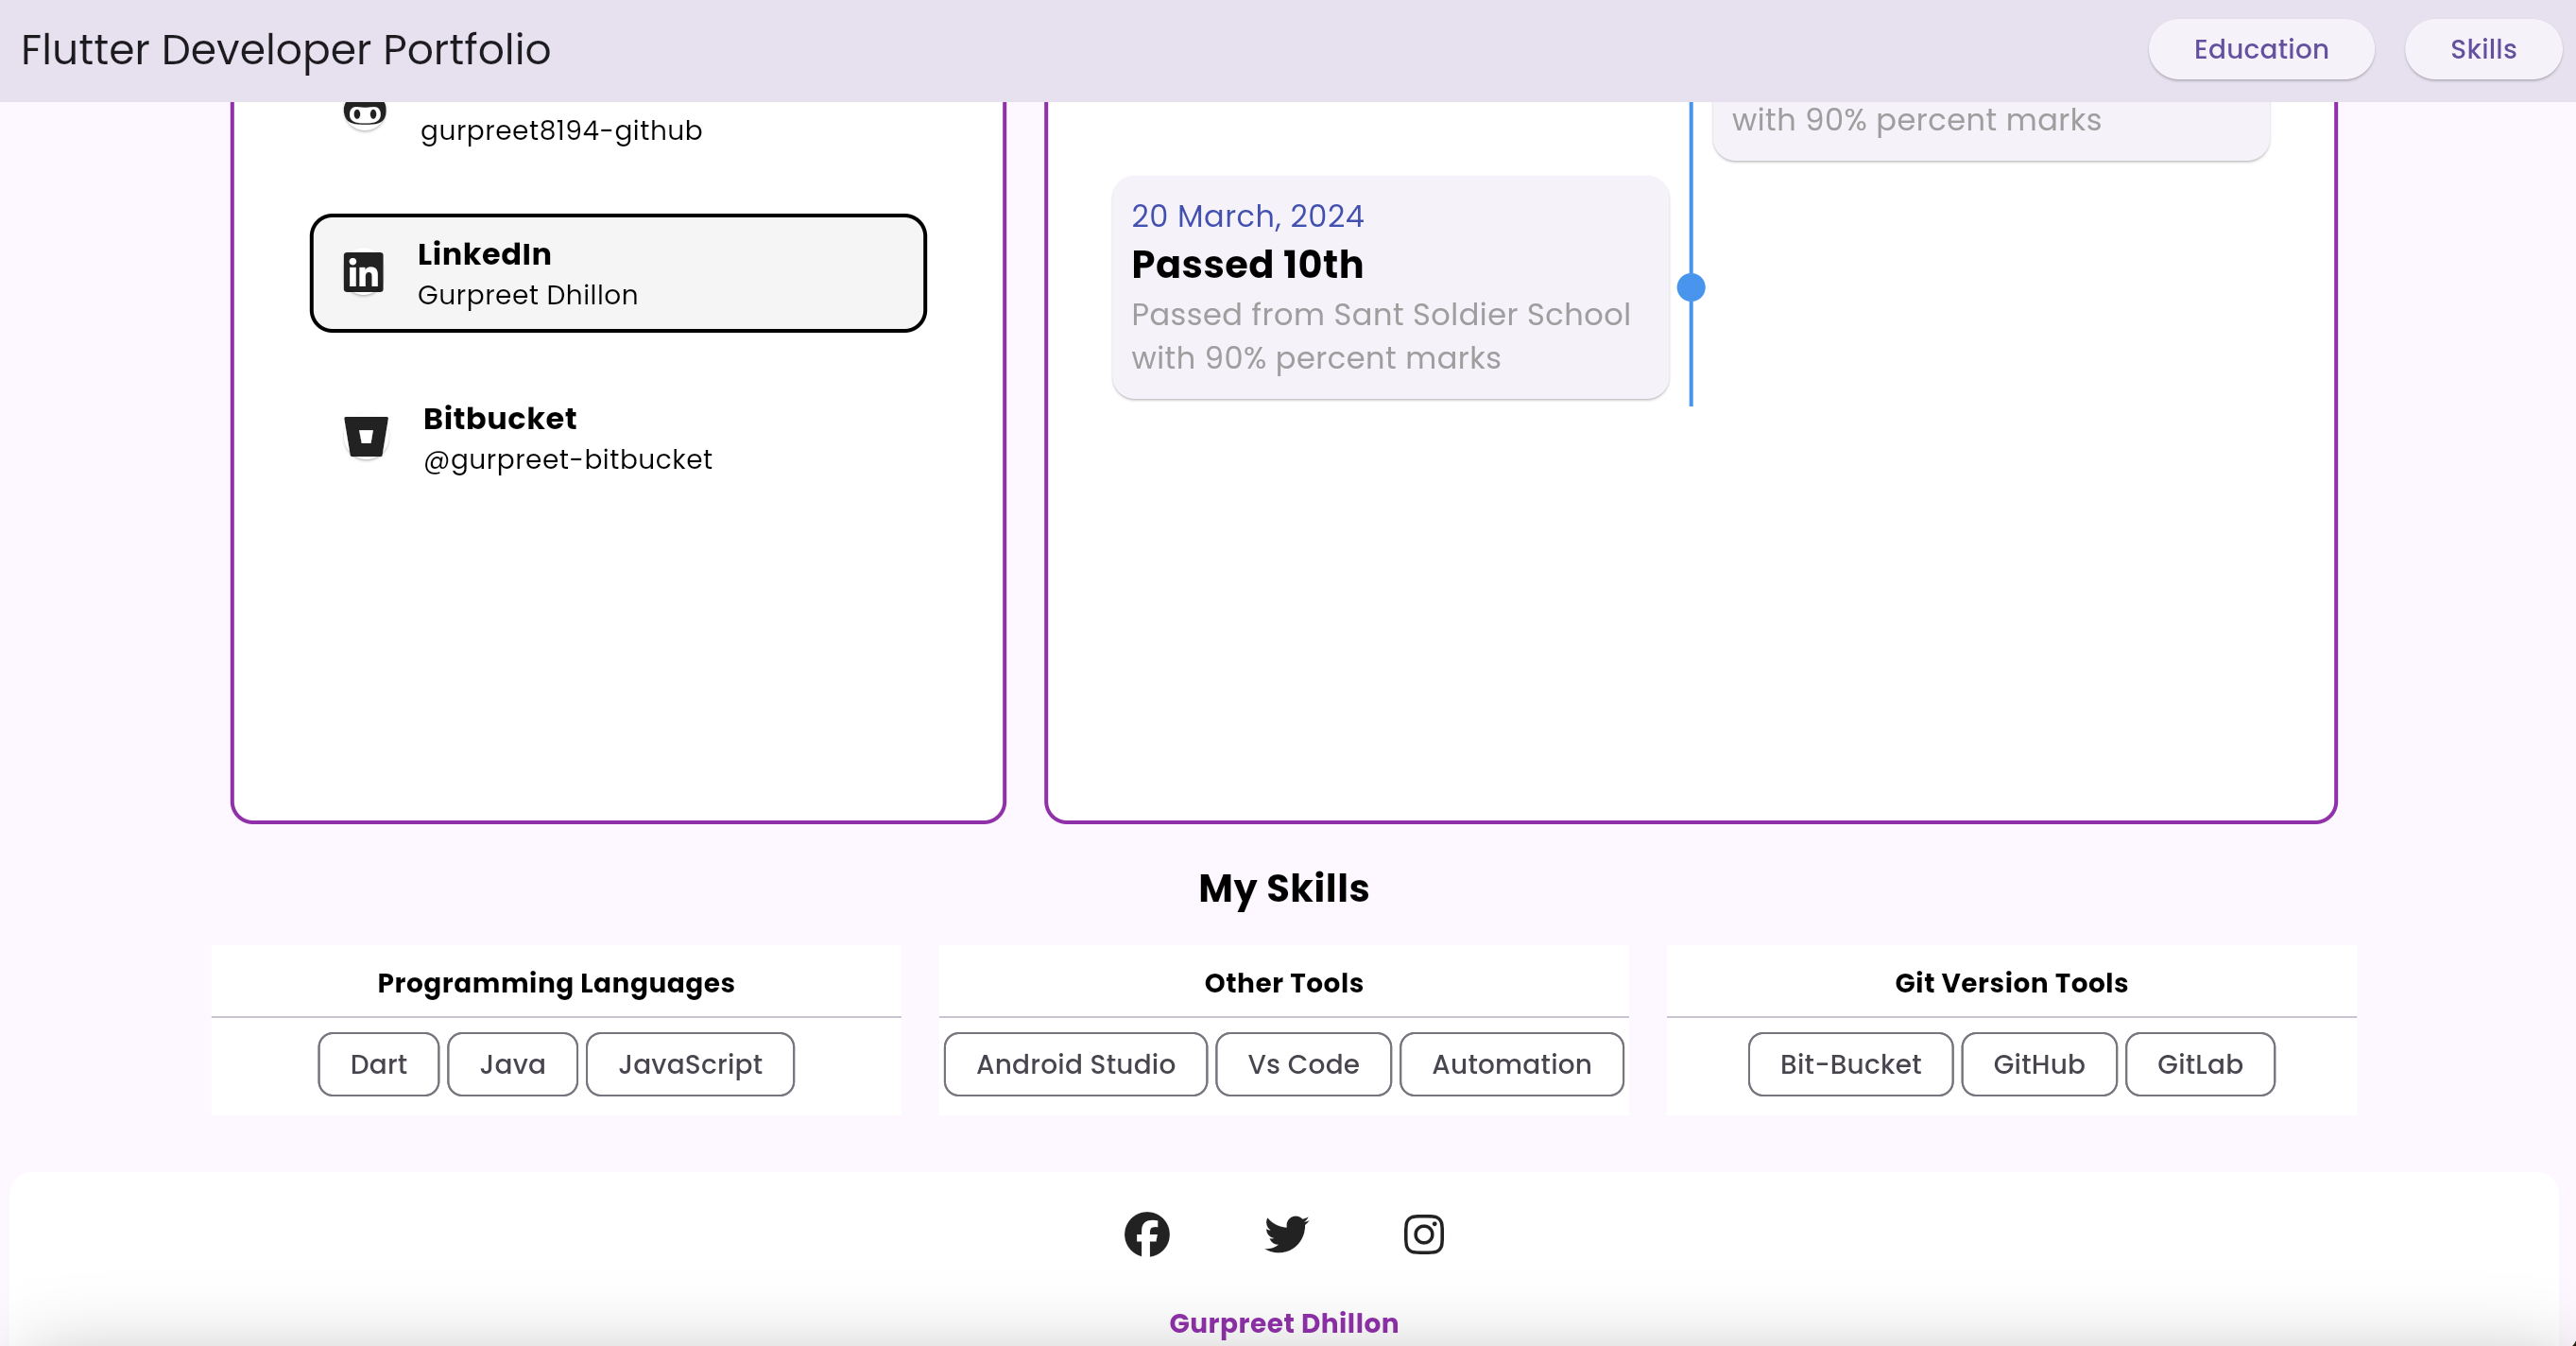 Flutter Developer Portfolio
Education
Skills
gurpreet8194-github
LinkedIn
Gurpreet Dhillon
Bitbucket
@gurpreet-bitbucket
with 90% percent marks
20 March, 2024
Passed 10th
Passed from Sant Soldier School
with 90% percent marks
My Skills
Programming Languages
Dart
Java
JavaScript
Other Tools
Android Studio
Vs Code
Automation
Git Version Tools
Bit-Bucket
GitHub
GitLab
Gurpreet Dhillon